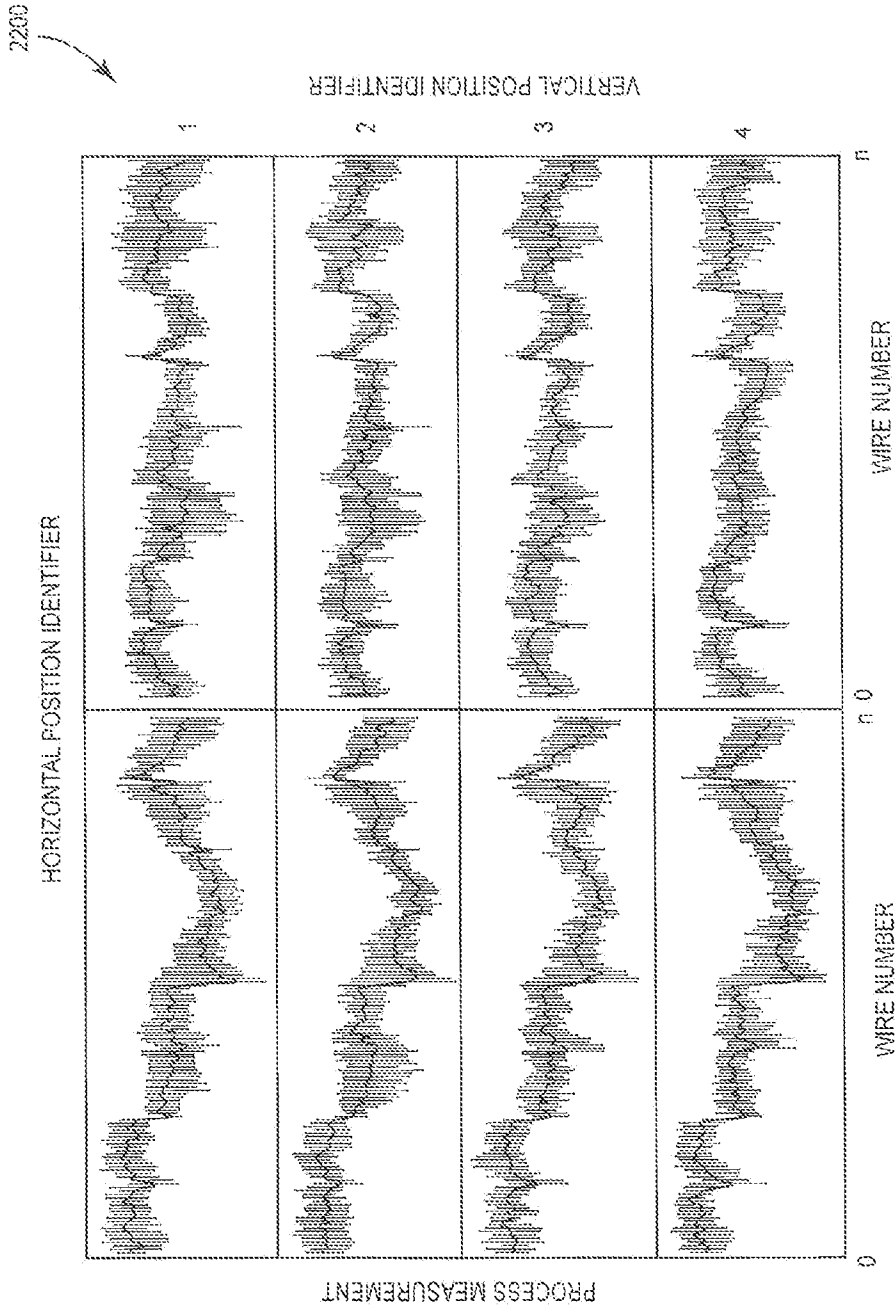 2200
HORIZONTAL POSITION IDENTIFIER
VERTICAL POSITION IDENTIFIER
1
2
3
4
PROCESS MEASUREMENT
0
n 0
n
WIRE NUMBER
WIRE NUMBER